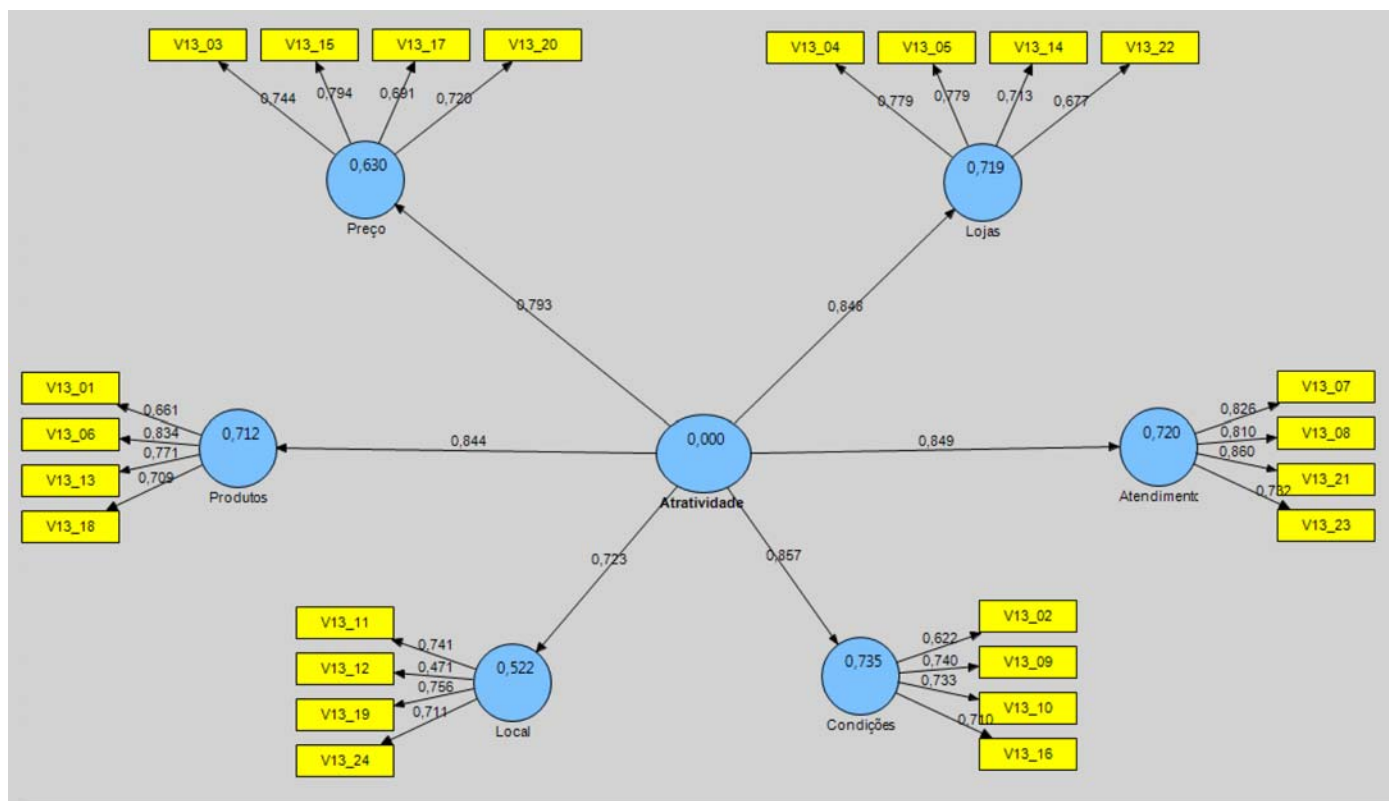 V13_03
V13_15
V13_17
V13_20
0,744
0,794
0,691
0,720
0,630
Preço
V13_04
V13_05
V13_14
V13_22
0,779
0,779
0,713
0,677
0,719
Lojas
0,793
0,848
V13_01
V13_06
V13_13
V13_18
0,661
0,834
0,771
0,709
0,712
Produtos
0,844
0,000
Atratividade
0,849
0,720
Atendimento
0,826
0,810
0,860
0,732
V13_07
V13_08
V13_21
V13_23
0,723
0,857
V13_11
V13_12
V13_19
V13_24
0,741
0,471
0,756
0,711
0,522
Local
0,735
Condições
0,622
0,740
0,733
0,710
V13_02
V13_09
V13_10
V13_16